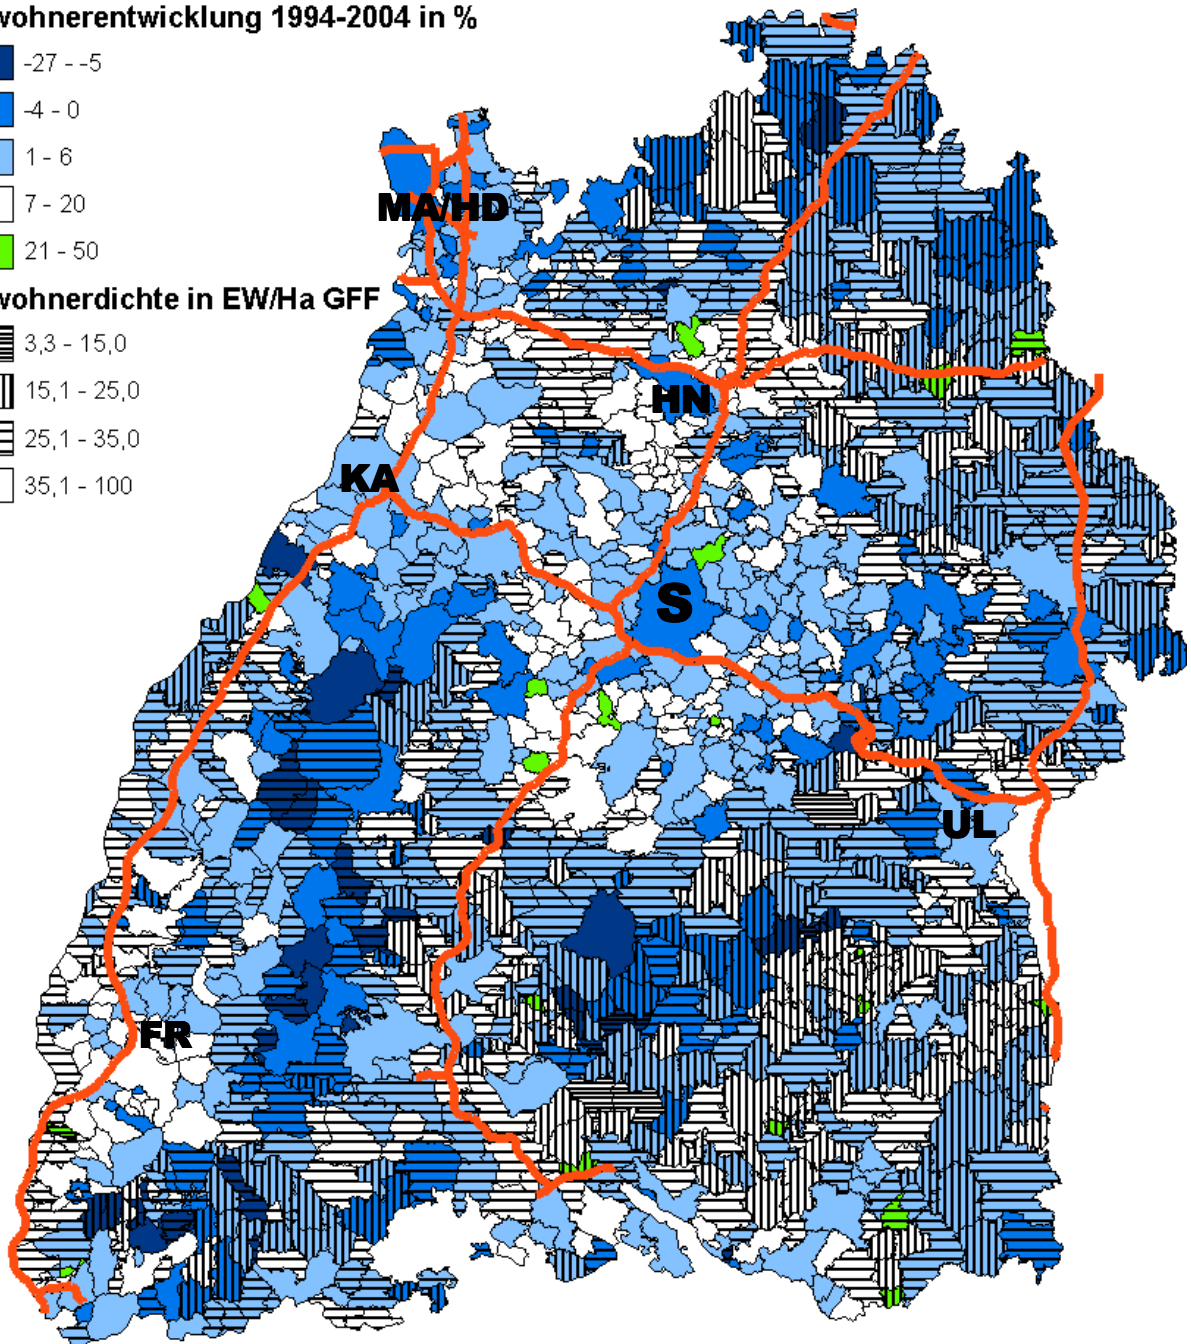 wohnerentwicklung 1994-2004 in %
-27 - -5
-4 - 0
1 - 6
7 - 20
21 - 50
wohnerdichte in EW/Ha GFF
3,3 - 15,0
15,1 - 25,0
25,1 - 35,0
35,1 - 100
MA/HD
HN
KA
S
UL
FR